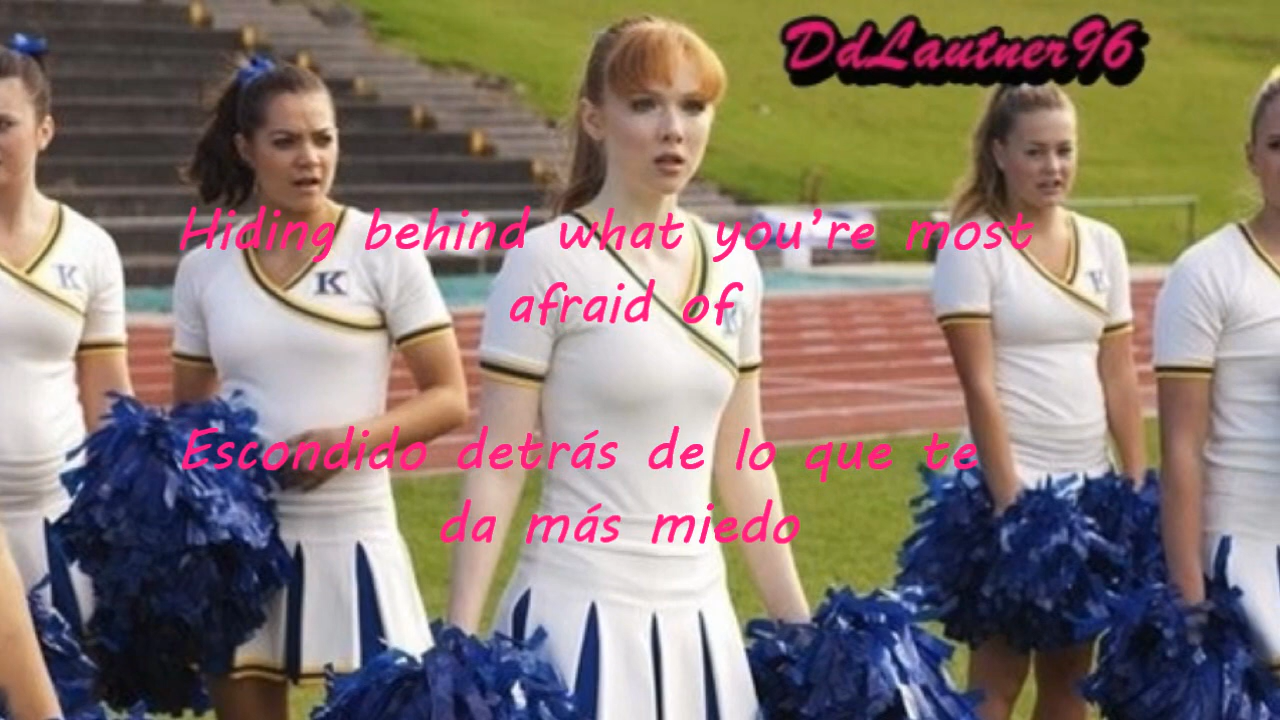 DdLautner96
Hiding behind what you're most
afraid of
Escondido detrás de lo que te
da más miedo
K
K
K
K